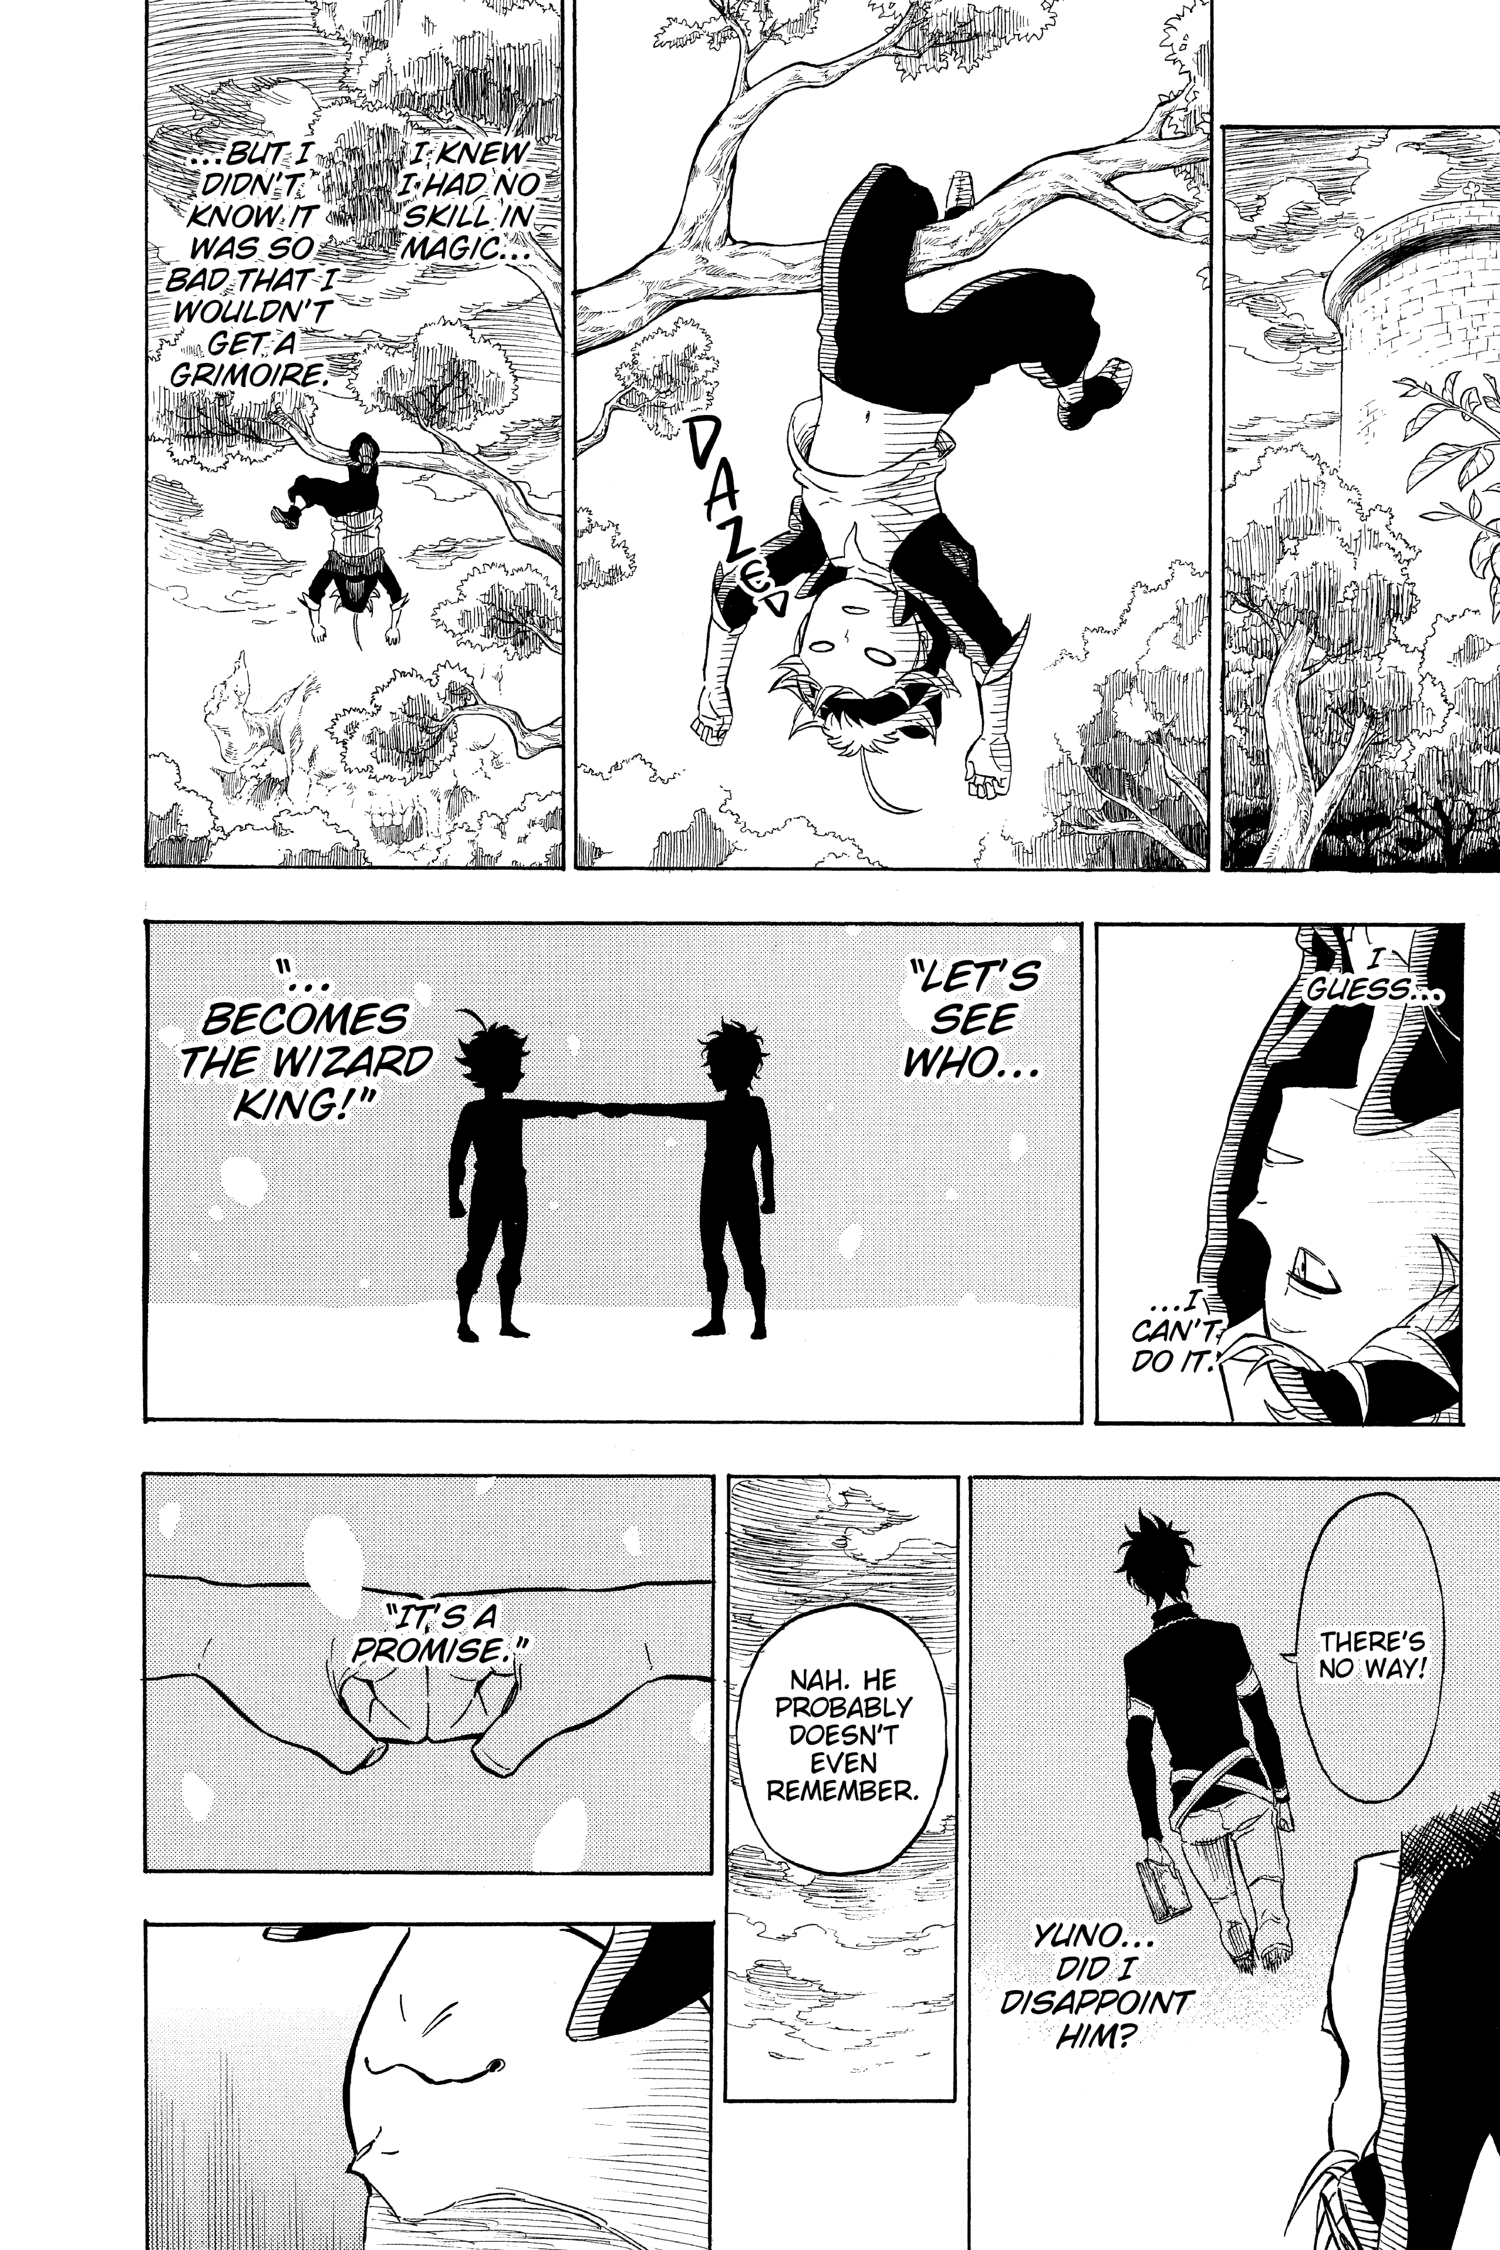 DAZED
I KNEW
I HAD NO
SKILL IN
MAGIC...
...BUT I
DIDN'T
KNOW IT
WAS SO
BAD THAT I
WOULDN'T
GET A
GRIMOIRE.
I
GUESS...
...I
CAN'T
DO IT.
"LET'S
SEE
WHO...
"...
BECOMES
THE WIZARD
KING!"
THERE'S
NO WAY!
YUNO...
DID I
DISAPPOINT
HIM?
NAH. HE
PROBABLY
DOESN'T
EVEN
REMEMBER.
"IT'S A
PROMISE."